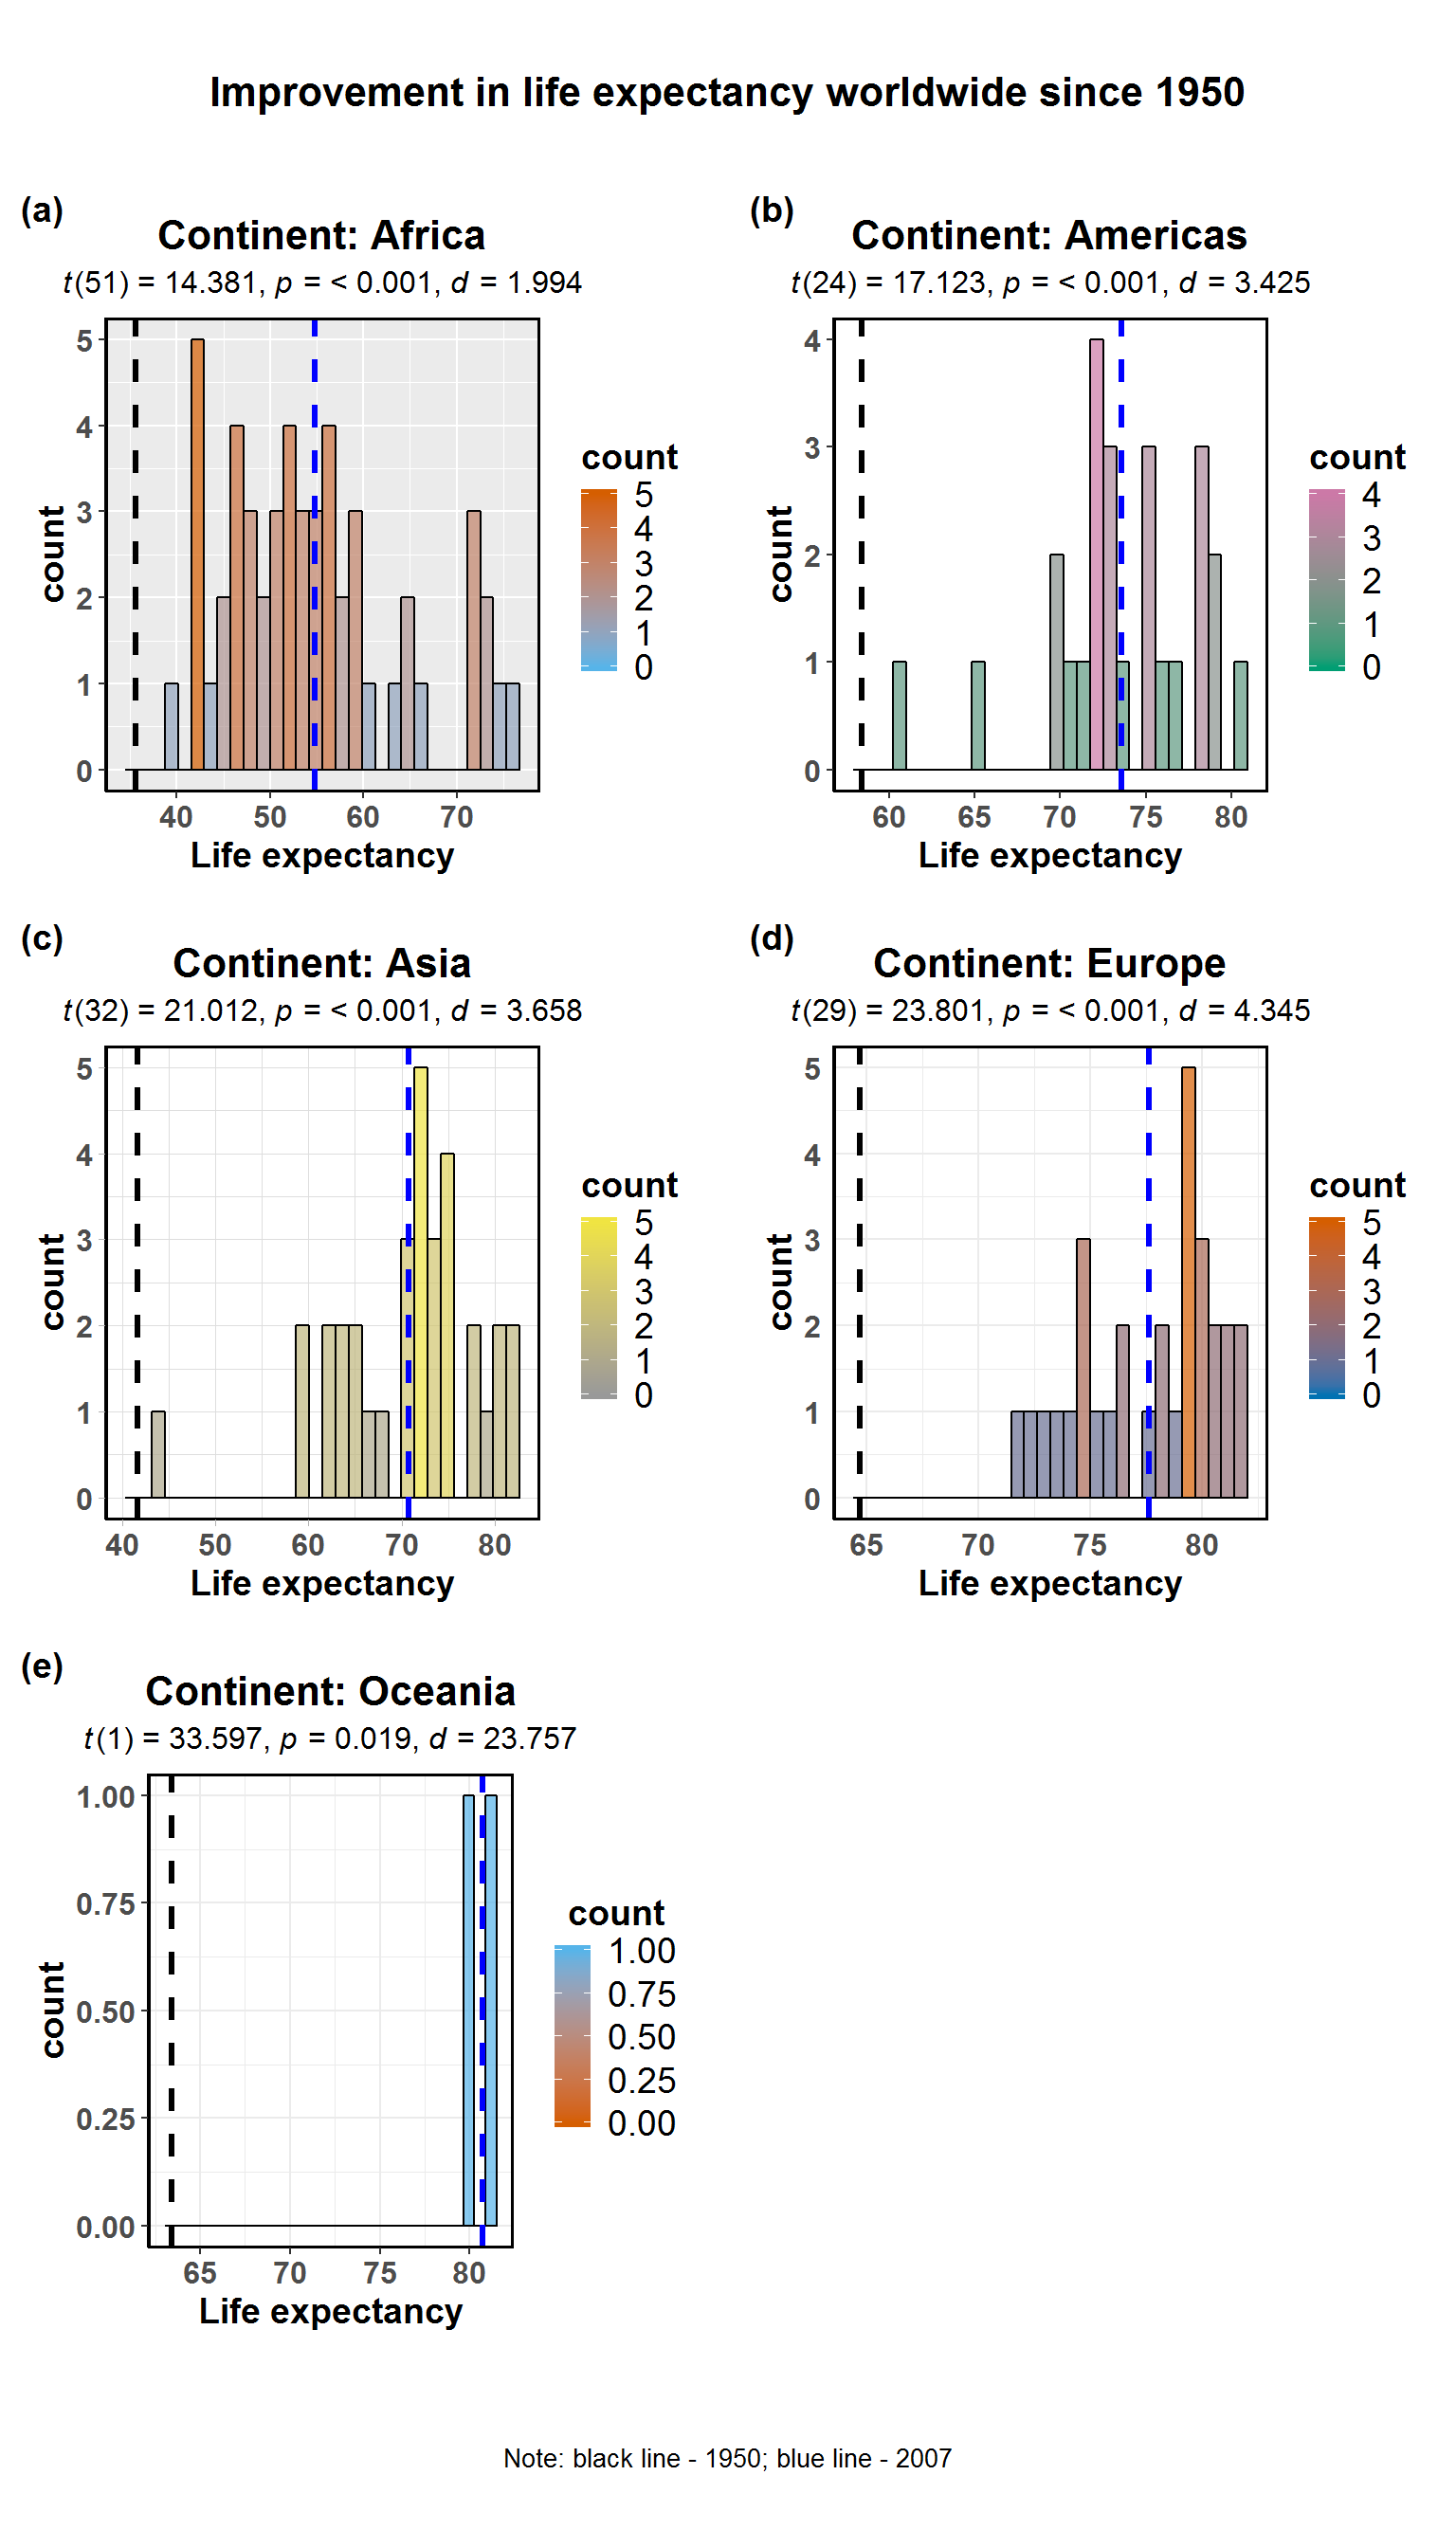 Improvement in life expectancy worldwide since 1950
(a)
Continent: Africa
t(51) = 14.381, p = < 0.001, d = 1.994
5
4
3
2
1
0
count
40 50 60 70
Life expectancy
count
5
4
3
2
1
0
(b)
Continent: Americas
t(24) = 17.123, p = < 0.001, d = 3.425
4
3
2
1
0
count
60 65 70 75 80
Life expectancy
count
4
3
2
1
0
(c)
Continent: Asia
t(32) = 21.012, p = < 0.001, d = 3.658
5
4
3
2
1
0
count
40 50 60 70 80
Life expectancy
count
5
4
3
2
1
0
(d)
Continent: Europe
t(29) = 23.801, p = < 0.001, d = 4.345
5
4
3
2
1
0
count
65 70 75 80
Life expectancy
count
5
4
3
2
1
0
(e)
Continent: Oceania
t(1) = 33.597, p = 0.019, d = 23.757
1.00
0.75
0.50
0.25
0.00
count
65 70 75 80
Life expectancy
count
1.00
0.75
0.50
0.25
0.00
Note: black line - 1950; blue line - 2007